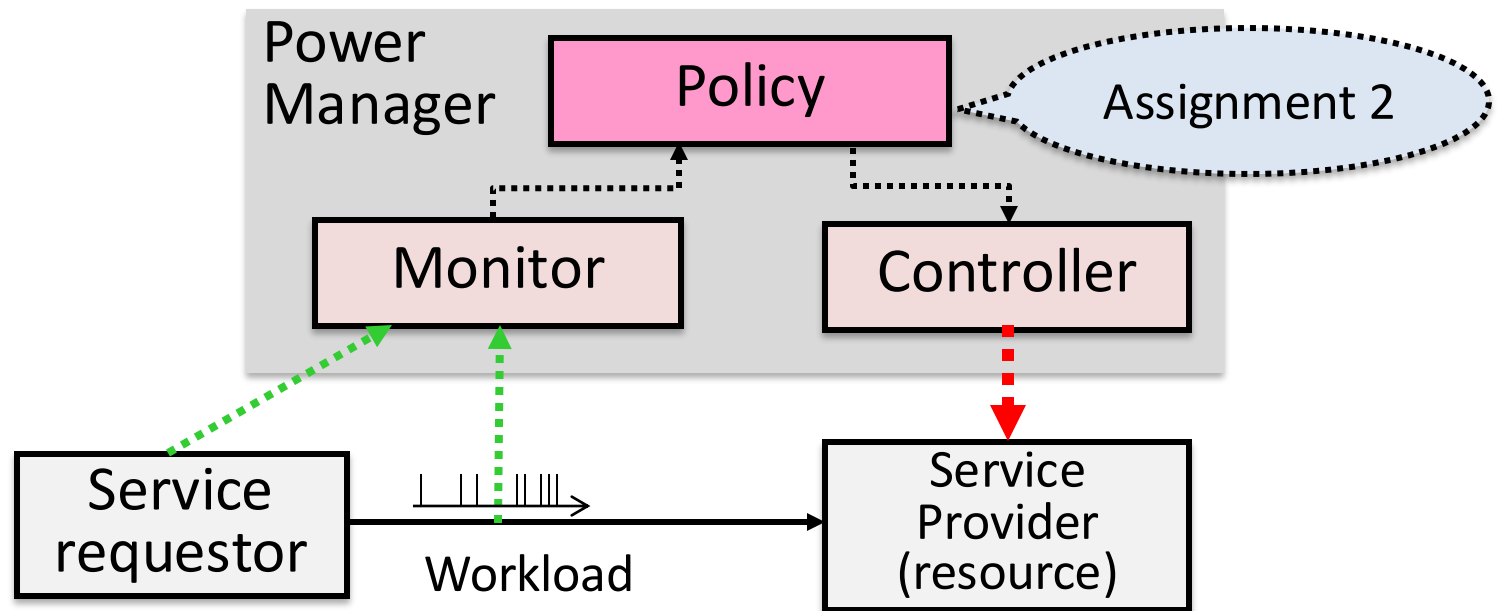 Power
Manager
Policy
Assignment 2
Monitor
Controller
Service
requestor
Workload
Service
Provider
(resource)